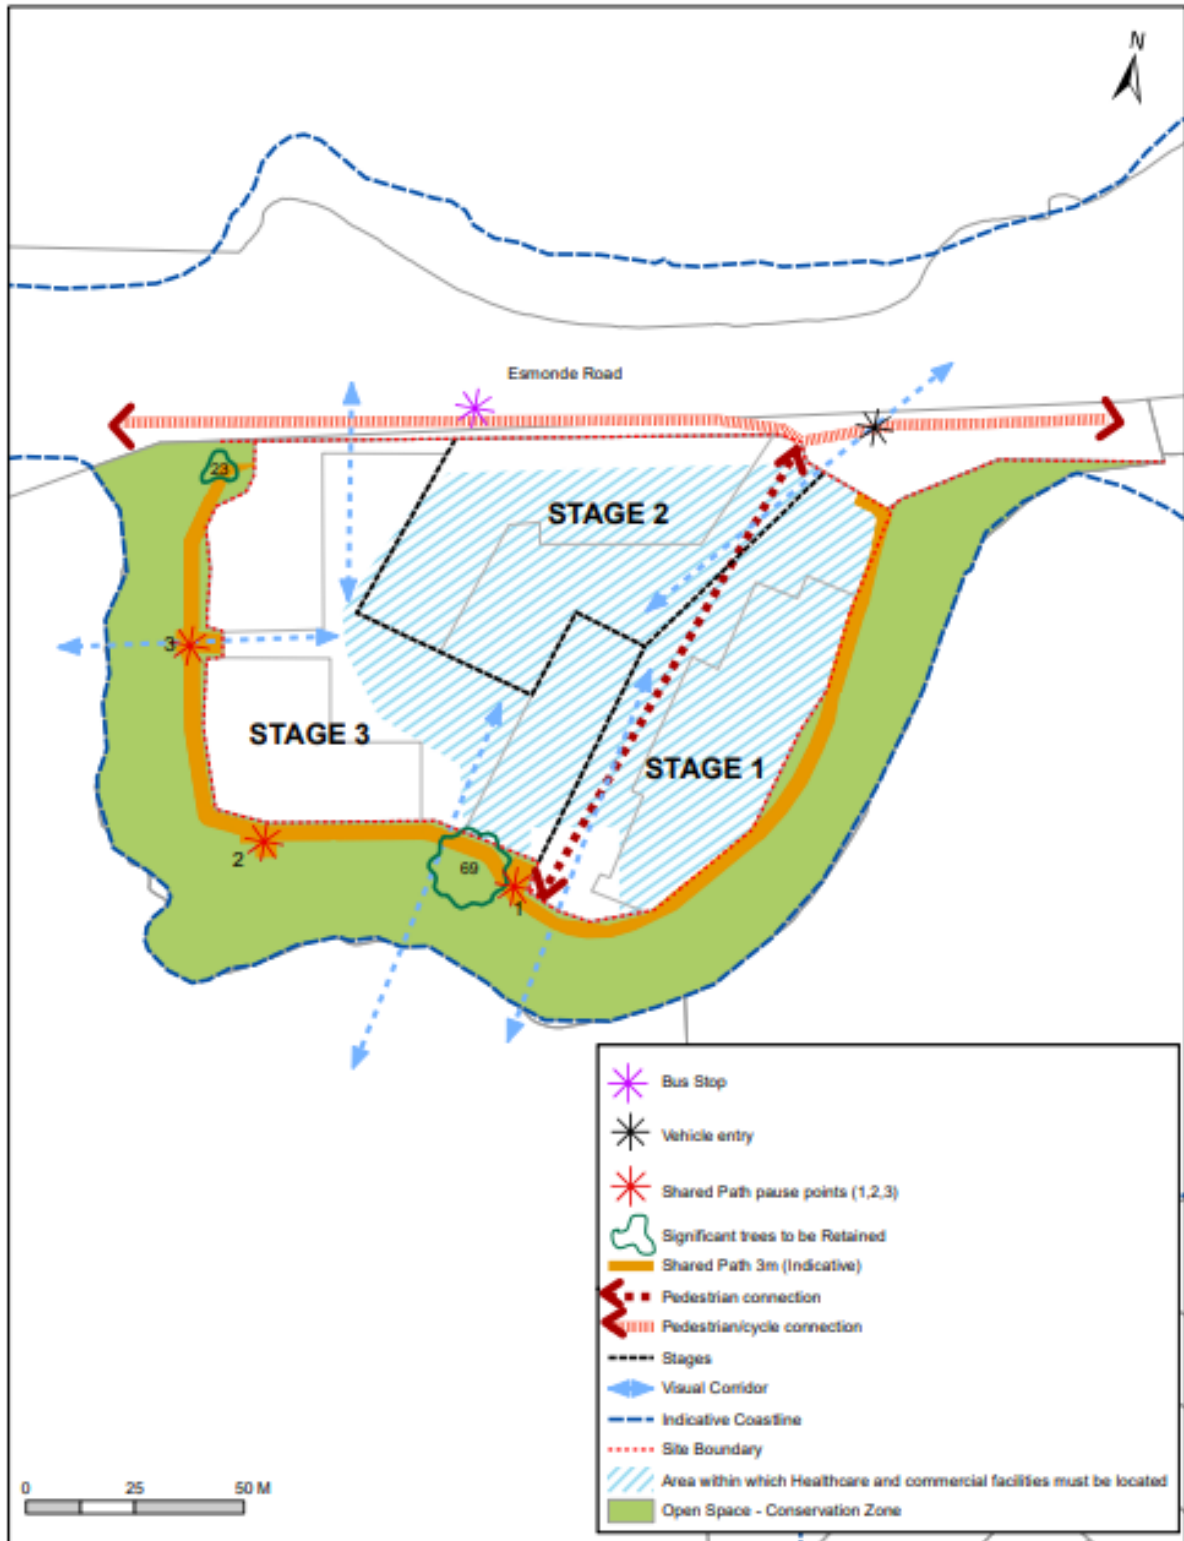 N
Esmonde Road
23
STAGE 2
3
STAGE 3
STAGE 1
2
69
1
Bus Stop
Vehicle entry
Shared Path pause points (1,2,3)
Significant trees to be Retained
Shared Path 3m (Indicative)
Pedestrian connection
Pedestrian/cycle connection
Stages
Visual Corridor
Indicative Coastline
Site Boundary
Area within which Healthcare and commercial facilities must be located
Open Space - Conservation Zone
0 25 50 M